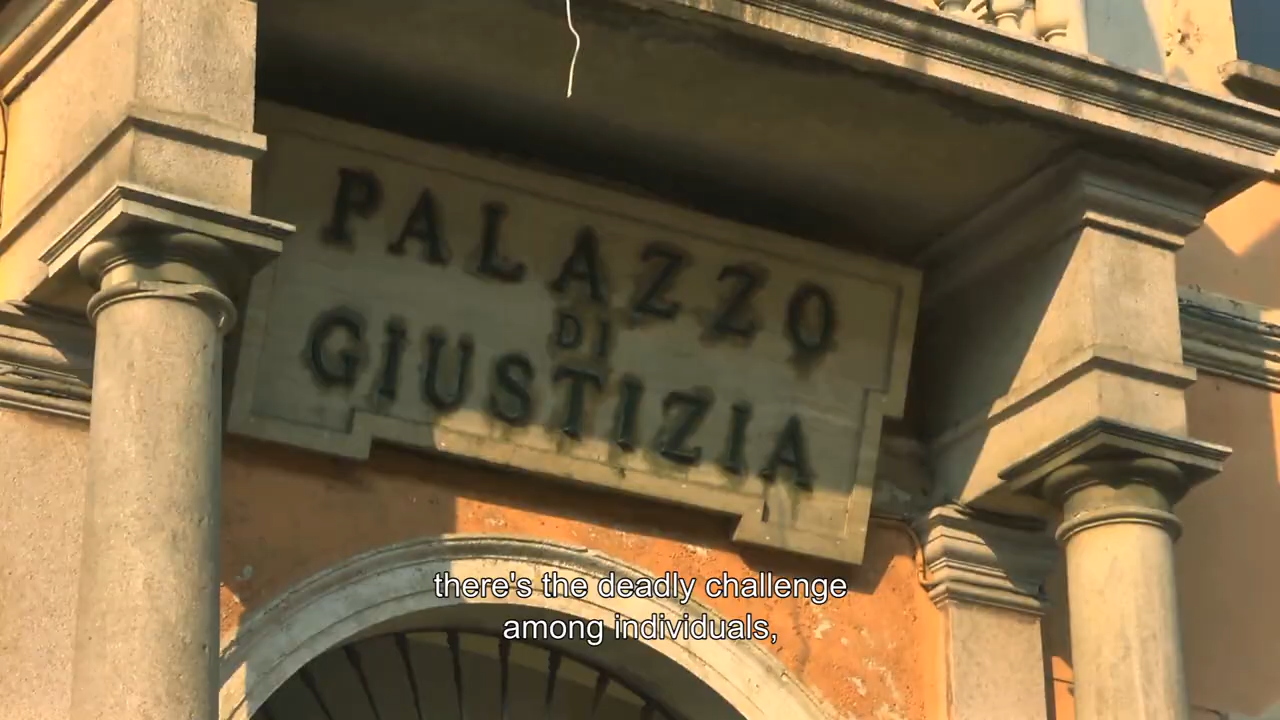 PALAZZO
DI
GIUSTIZIA
there's the deadly challenge
among individuals,